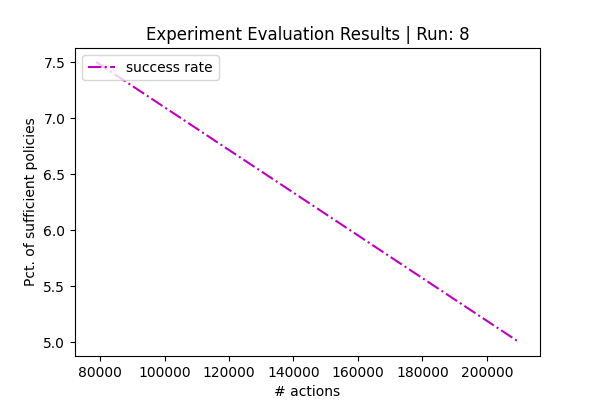 Experiment Evaluation Results | Run: 8
success rate
Pct. of sufficient policies
7.5
7.0
6.5
6.0
5.5
5.0
80000 100000 120000 140000 160000 180000 200000
# actions